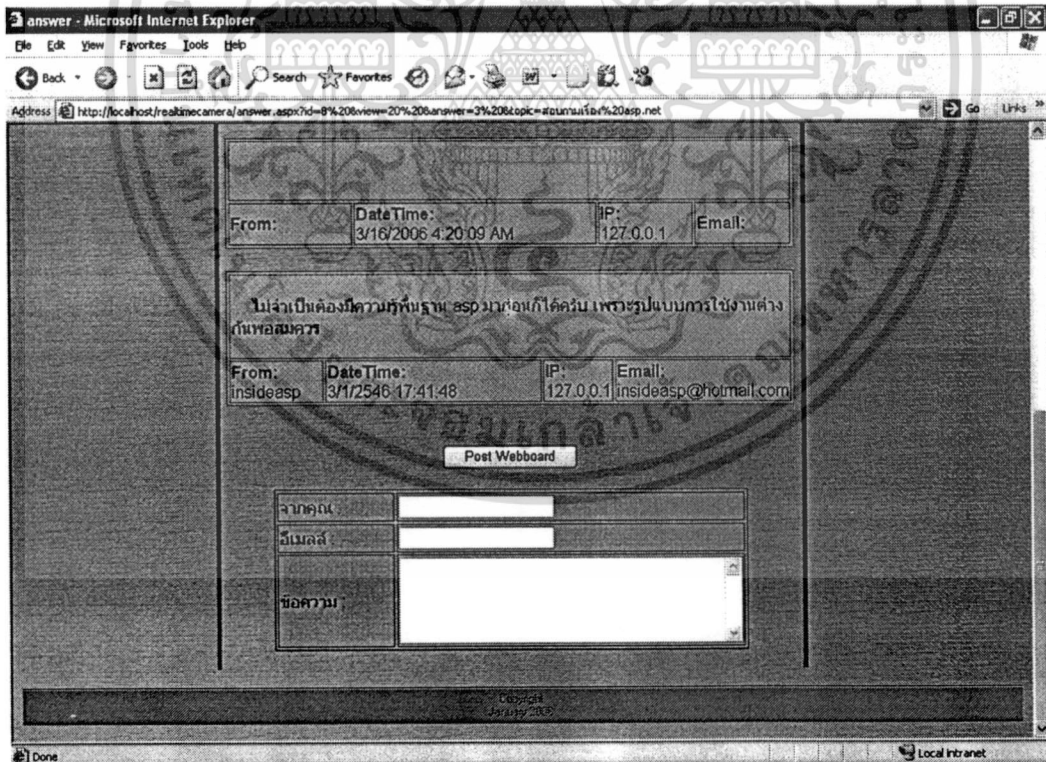 answer - Microsoft Internet Explorer
File Edit View Favorites Tools Help
Back Search Favorites
Address http://localhost/realtimecamera/answer.aspx?id=8%20&view=20%20&answer=3%20&topic=สอบถามเรื่อง%20asp.net Go Links
From: DateTime: IP: Email:
3/16/2006 4:20:09 AM 127.0.0.1
ไม่จำเป็นต้องมีความรู้พื้นฐาน asp มาก่อนก็ได้ครับ เพราะรูปแบบการใช้งานต่าง
กันพอสมควร
From: DateTime: IP: Email:
insideasp 3/1/2546 17:41:48 127.0.0.1 insideasp@hotmail.com
Post Webboard
จากคุณ :
อีเมลล์ :
ข้อความ :
Copyright
Done Local intranet